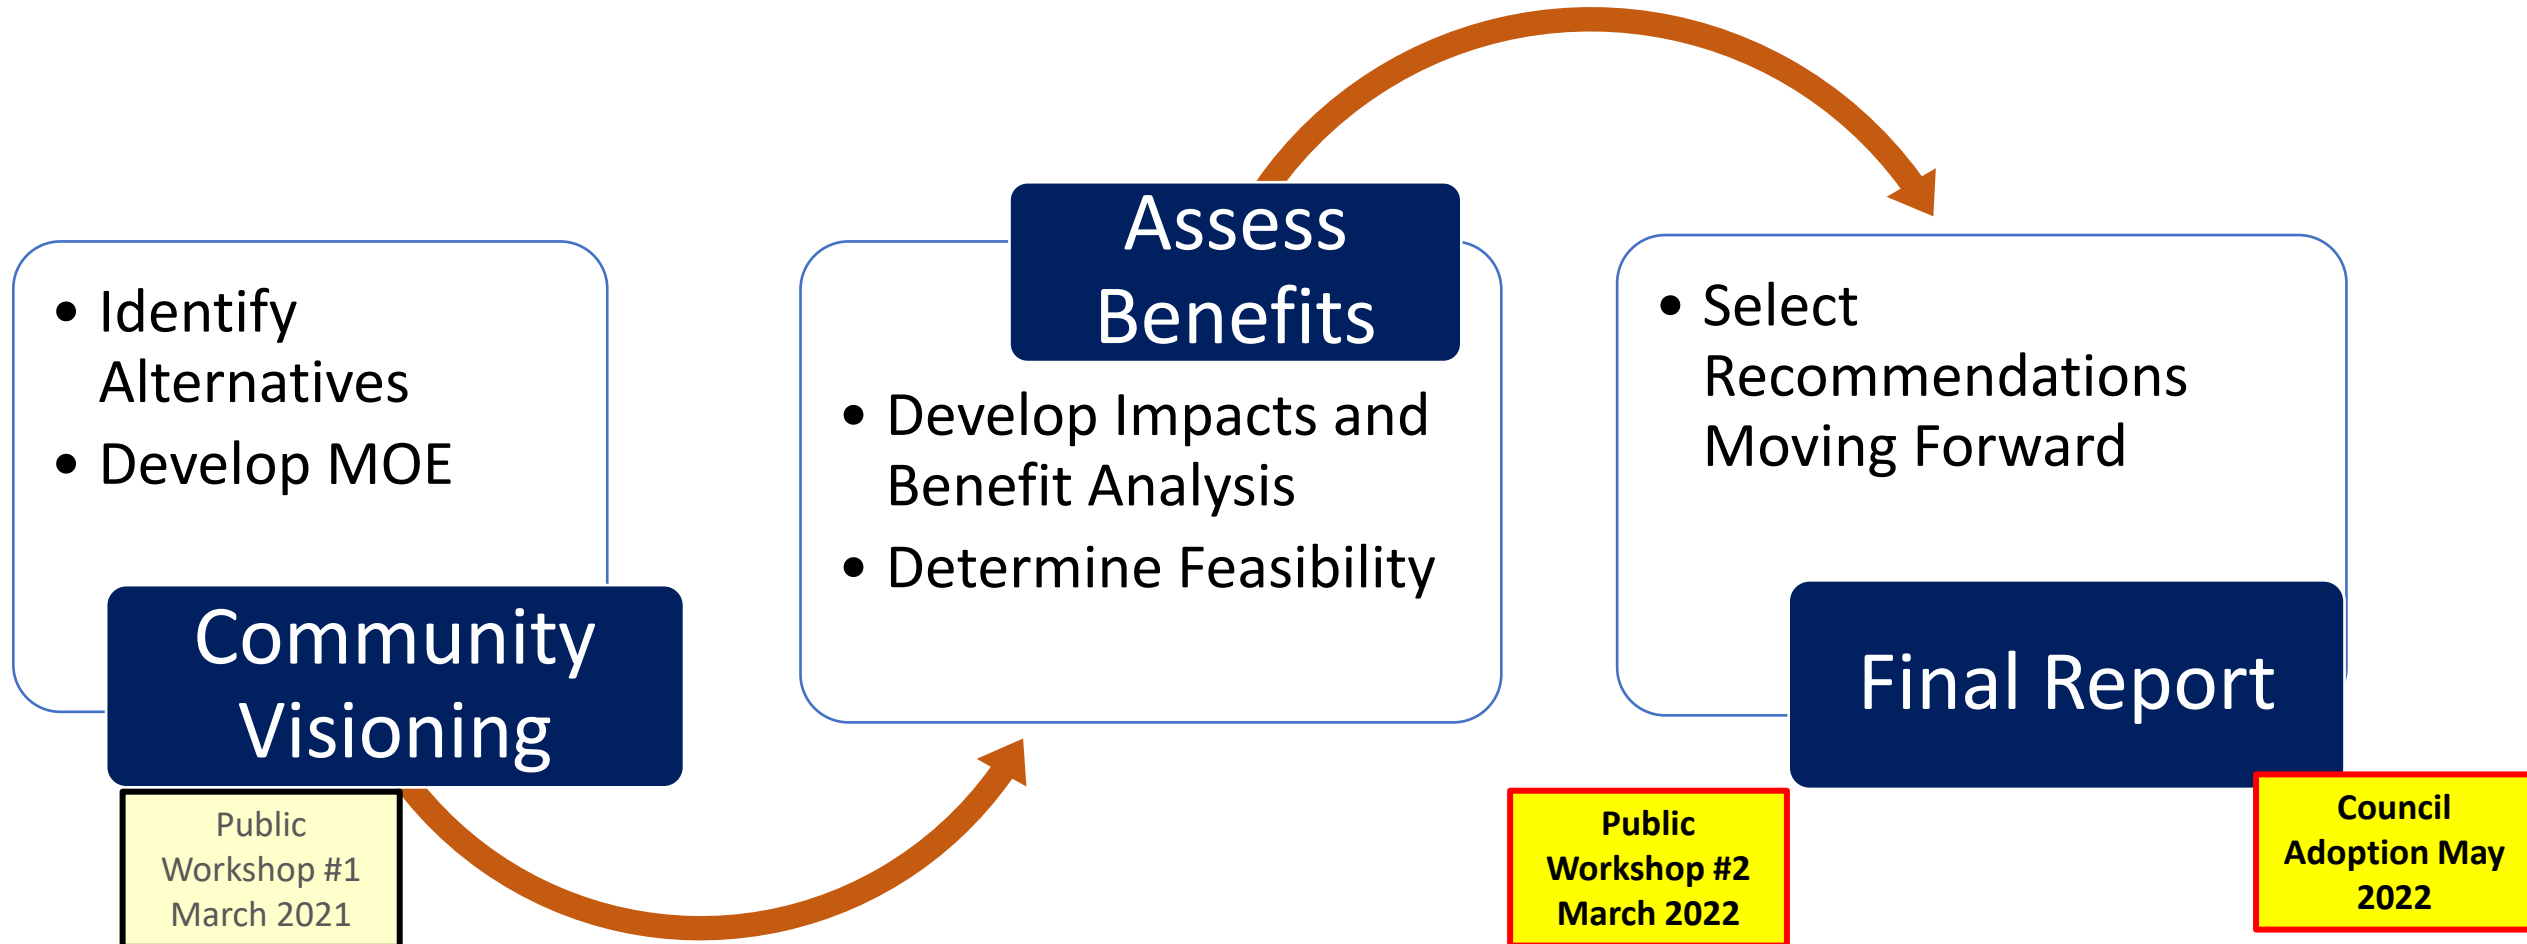 • Identify
Alternatives
• Develop MOE
Community
Visioning
Public
Workshop #1
March 2021
Assess
Benefits
• Develop Impacts and
Benefit Analysis
• Determine Feasibility
• Select
Recommendations
Moving Forward
Final Report
Public
Workshop #2
March 2022
Council
Adoption May
2022